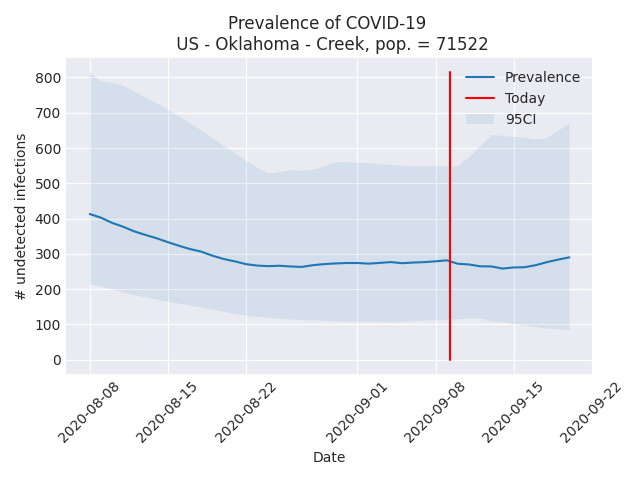 Prevalence of COVID-19
US - Oklahoma - Creek, pop. = 71522
Prevalence
Today
95CI
# undetected infections
800
700
600
500
400
300
200
100
0
2020-08-08
2020-08-15
2020-08-22
2020-09-01
2020-09-08
2020-09-15
2020-09-22
Date